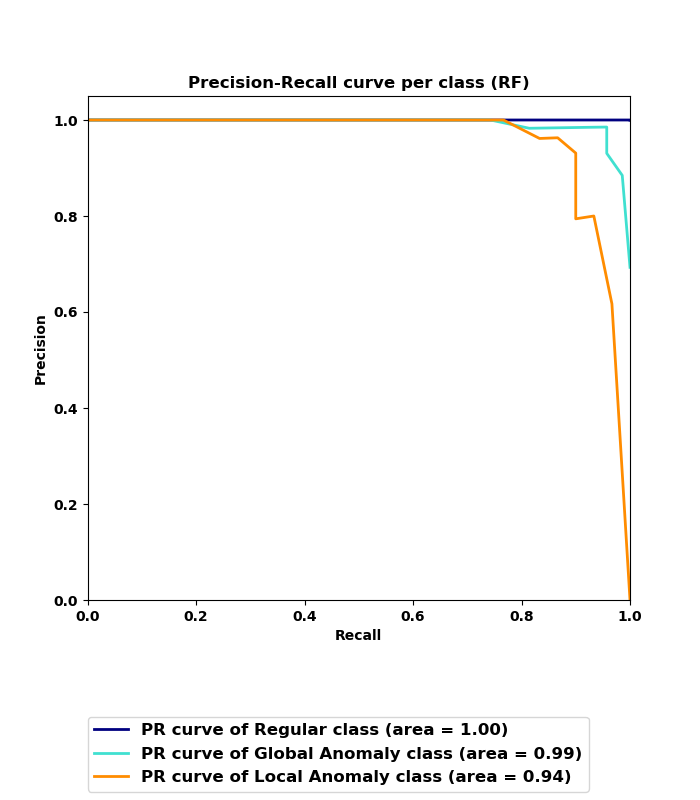 Precision-Recall curve per class (RF)
1.0
0.8
0.6
0.4
0.2
0.0
Precision
0.0 0.2 0.4 0.6 0.8 1.0
Recall
PR curve of Regular class (area = 1.00)
PR curve of Global Anomaly class (area = 0.99)
PR curve of Local Anomaly class (area = 0.94)